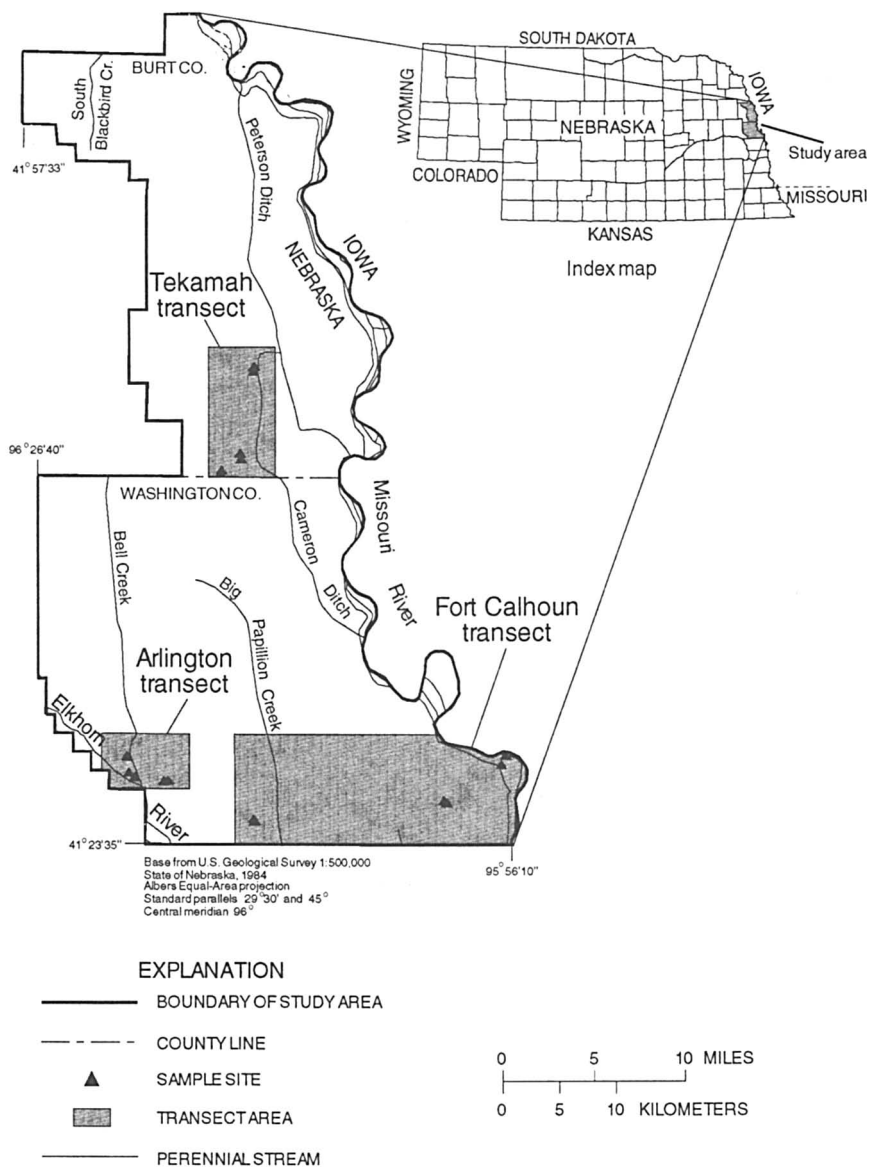 SOUTH DAKOTA
WYOMING
IOWA
NEBRASKA
Study area
COLORADO
MISSOURI
KANSAS
Index map
BURT CO.
South
Blackbird Cr.
41°57'33"
Peterson Ditch
IOWA
NEBRASKA
Tekamah
transect
96°26'40"
WASHINGTON CO.
Missouri
River
Cameron
Ditch
Bell Creek
Big
Papillion Creek
Fort Calhoun
transect
Arlington
transect
Elkhorn
River
41°23'35"
95°56'10"
Base from U.S. Geological Survey 1:500,000
State of Nebraska, 1984
Albers Equal-Area projection
Standard parallels 29°30' and 45°
Central meridian 96°
EXPLANATION
BOUNDARY OF STUDY AREA
COUNTY LINE
SAMPLE SITE
TRANSECT AREA
PERENNIAL STREAM
0 5 10 MILES
0 5 10 KILOMETERS